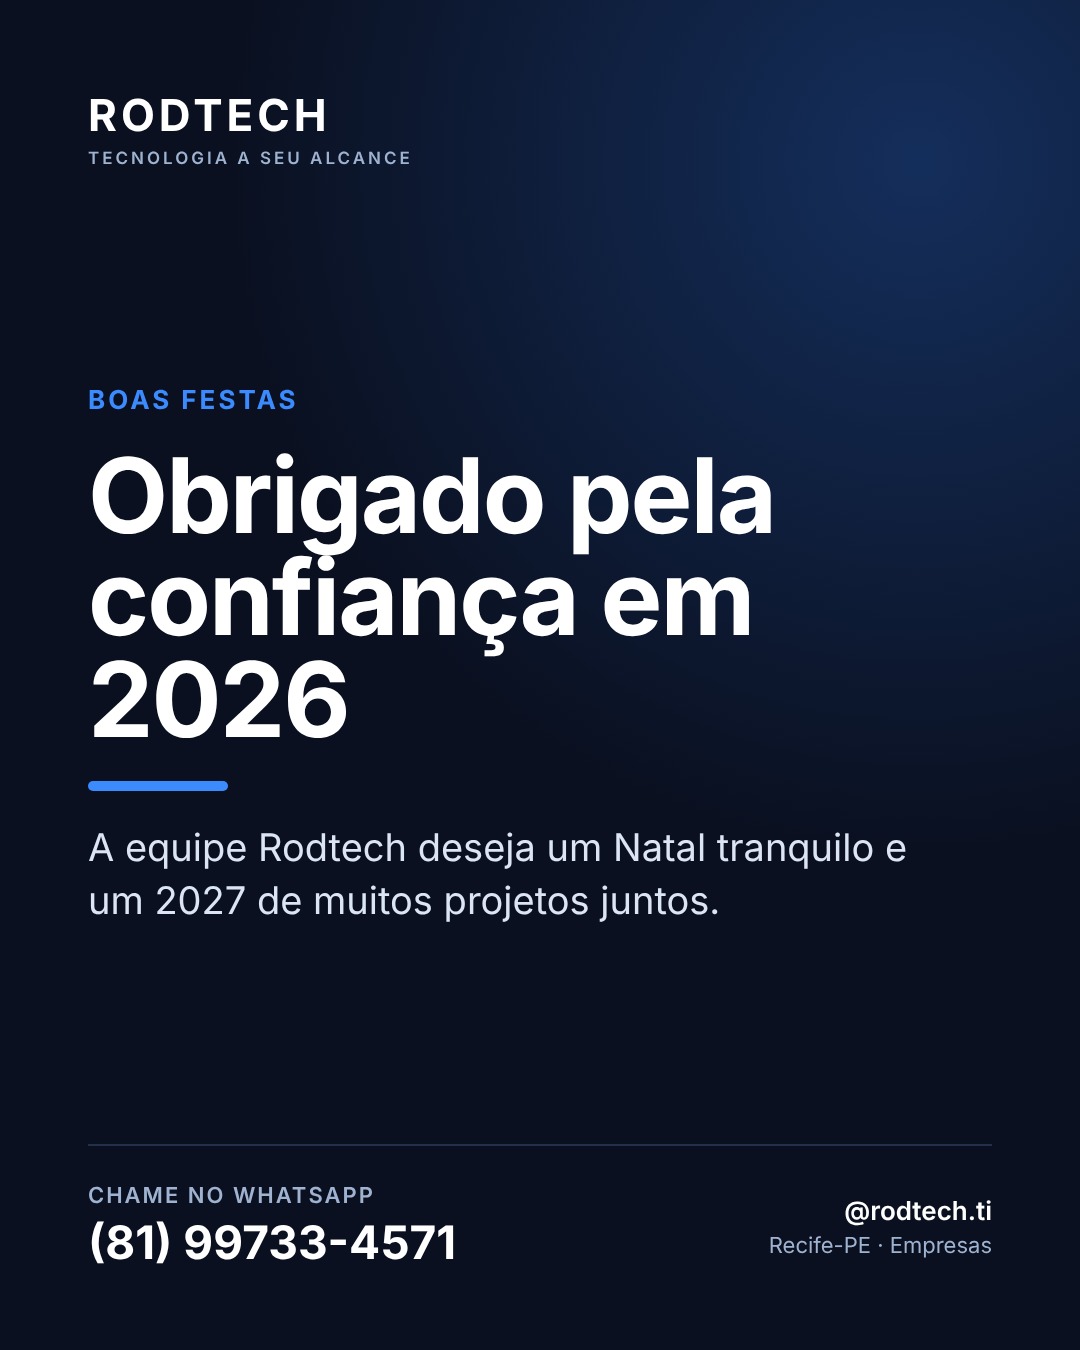 RODTECH
TECNOLOGIA A SEU ALCANCE
BOAS FESTAS
Obrigado pela
confiança em
2026
A equipe Rodtech deseja um Natal tranquilo e
um 2027 de muitos projetos juntos.
CHAME NO WHATSAPP
(81) 99733-4571
@rodtech.ti
Recife-PE · Empresas